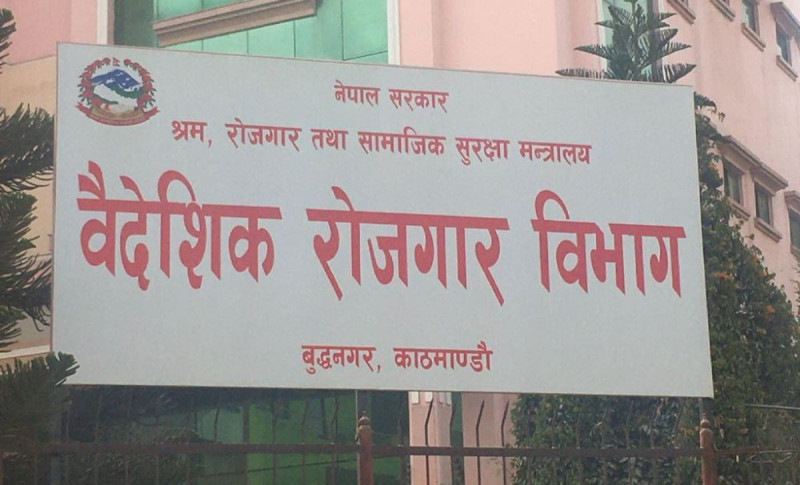 नेपाल सरकार
श्रम, रोजगार तथा सामाजिक सुरक्षा मन्त्रालय
वैदेशिक रोजगार विभाग
बुद्धनगर, काठमाण्डौ